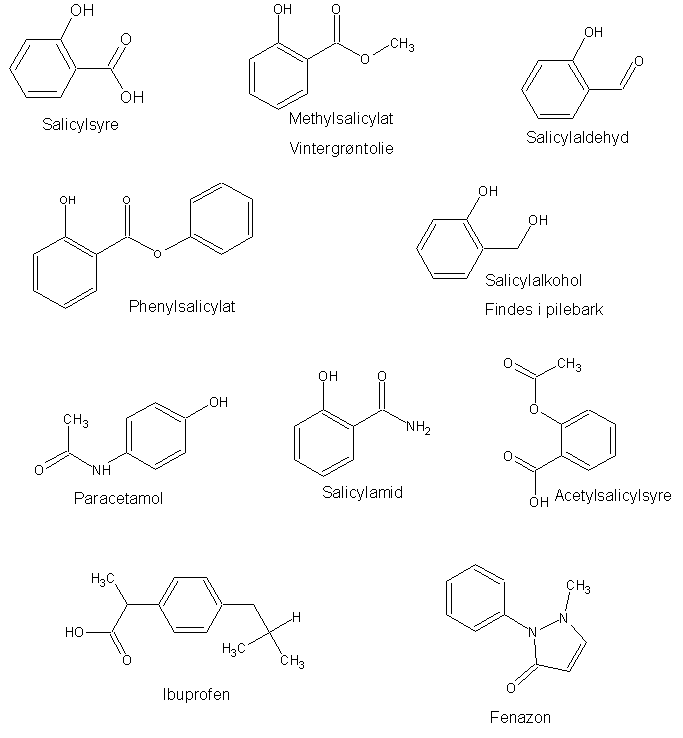 OH
O
OH
Salicylsyre
OH
O
O
CH3
Methylsalicylat
Vintergrøntolie
OH
O
Salicylaldehyd
OH
O
O
Phenylsalicylat
OH
OH
Salicylalkohol
Findes i pilebark
CH3
O
NH
OH
Paracetamol
OH
O
NH2
Salicylamid
O
CH3
O
O
OH
Acetylsalicylsyre
H3C
HO
O
H
H3C
CH3
Ibuprofen
CH3
N
N
O
Fenazon